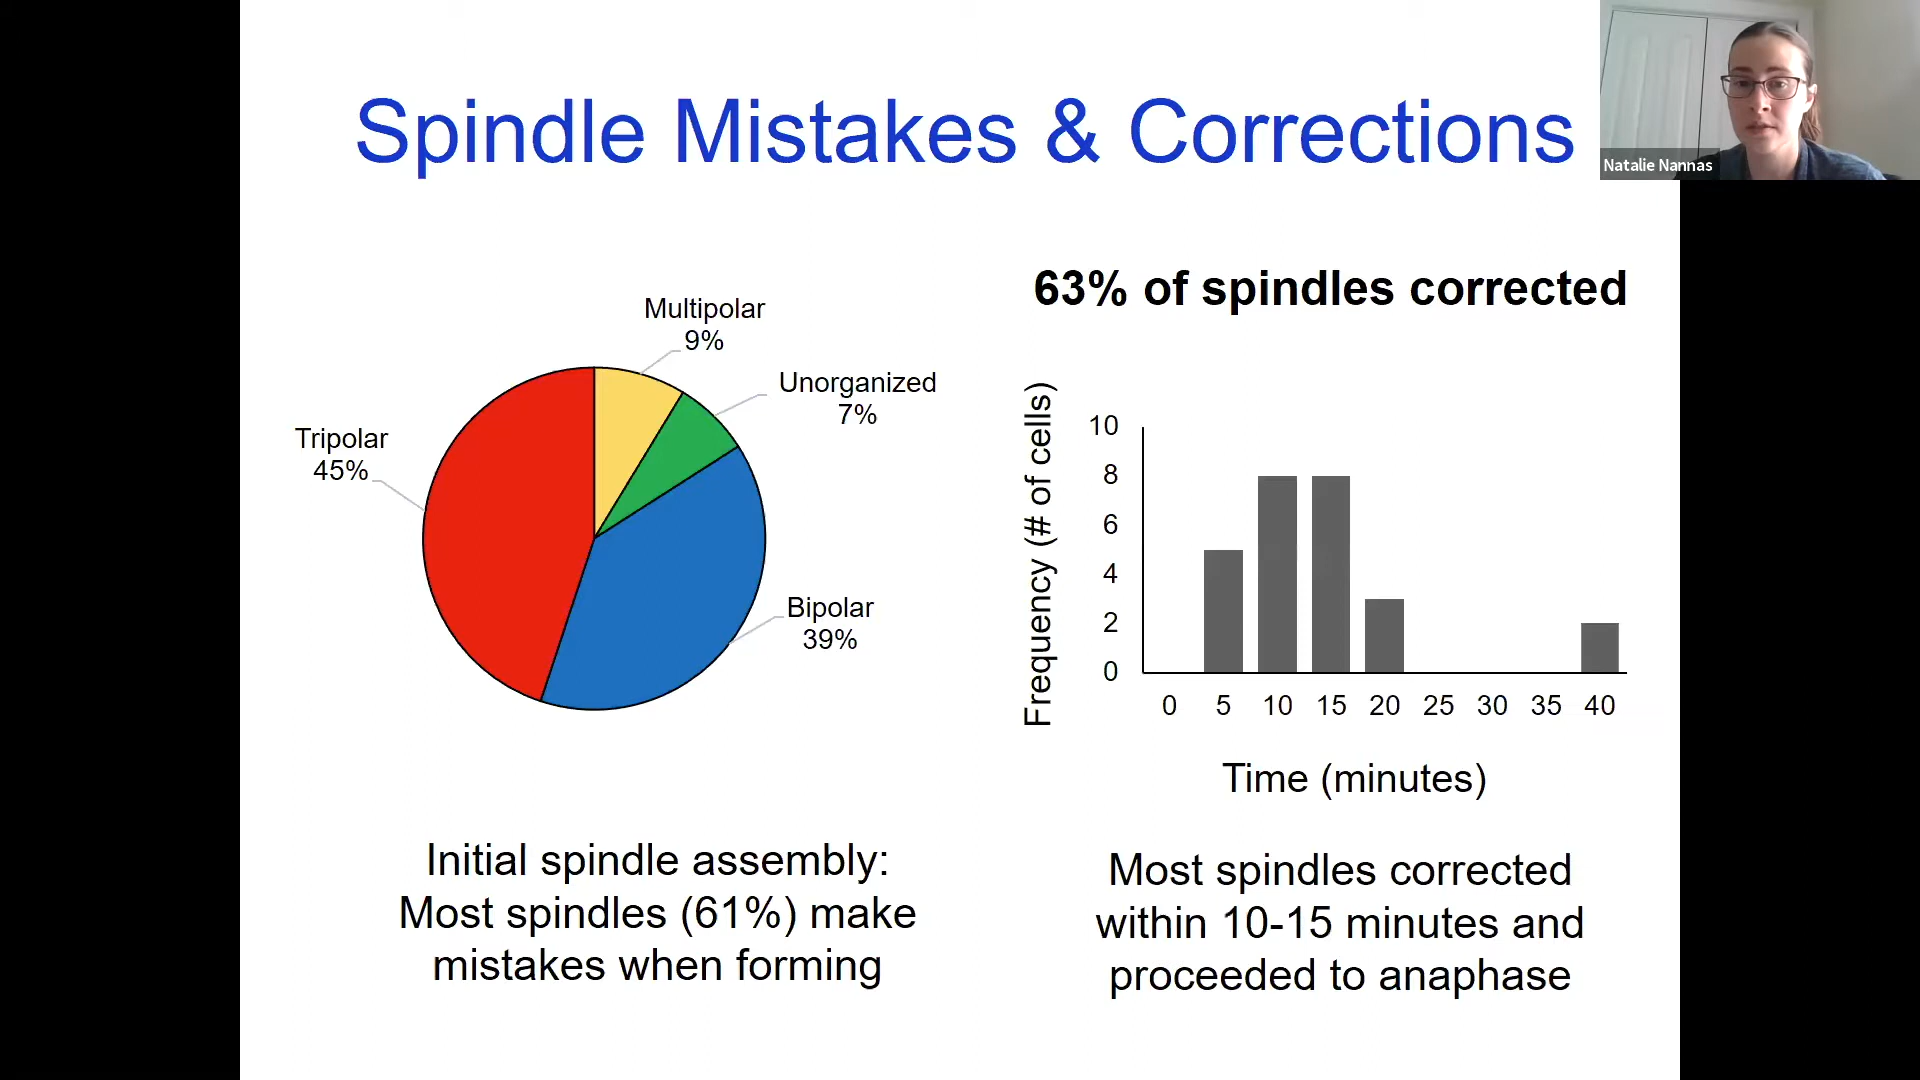 Spindle Mistakes & Corrections
Natalie Nannas
Multipolar
9%
Unorganized
7%
Tripolar
45%
Bipolar
39%
Initial spindle assembly:
Most spindles (61%) make
mistakes when forming
63% of spindles corrected
Frequency (# of cells)
10
8
6
4
2
0
0 5 10 15 20 25 30 35 40
Time (minutes)
Most spindles corrected
within 10-15 minutes and
proceeded to anaphase